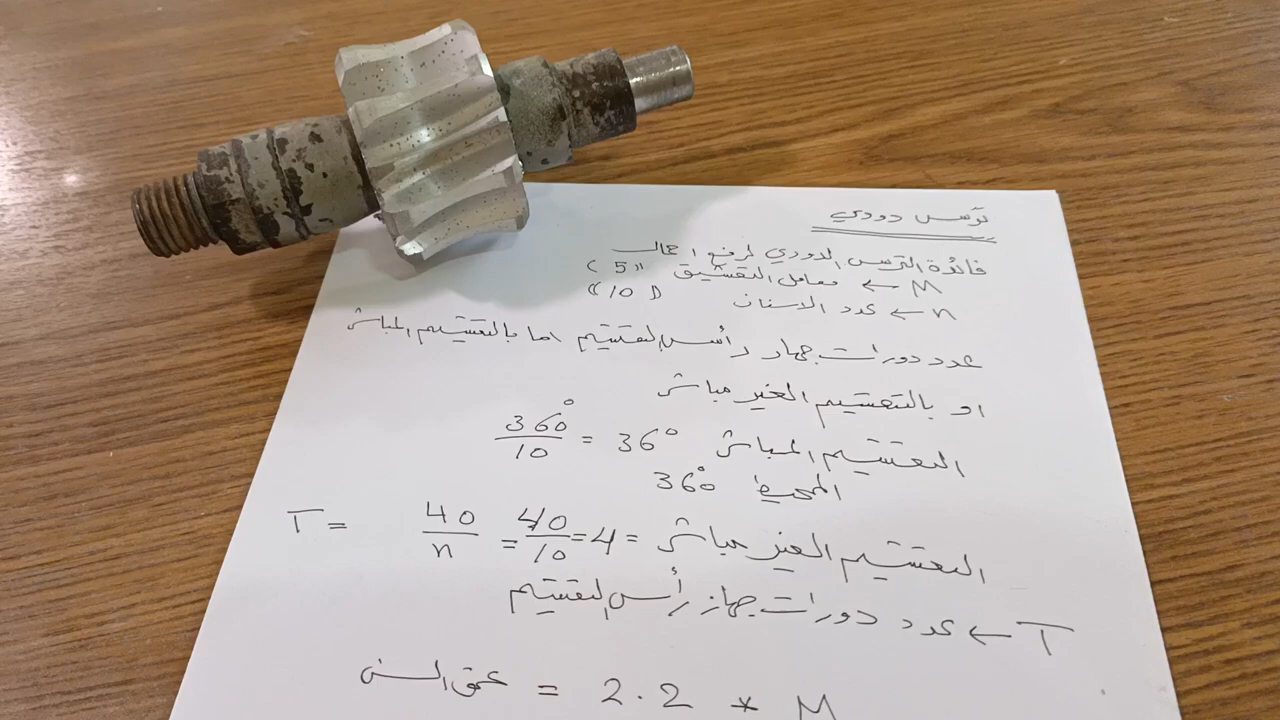 ترس دودي
فائدة الترس الدودي لرفع احمال
M ← معامل التعشيق "5"
n ← عدد الاسنان "10"
عدد دورات جهاز رأس التقسيم اما بالتقسيم المباشر
او بالتقسيم الغير مباشر
التقسيم المباشر 360°/10 = 36°
المحيط 360°
التقسيم الغير مباشر = T = 40/n = 40/10 = 4
T ← عدد دورات جهاز رأس التقسيم
عمق السن = 2.2 * M